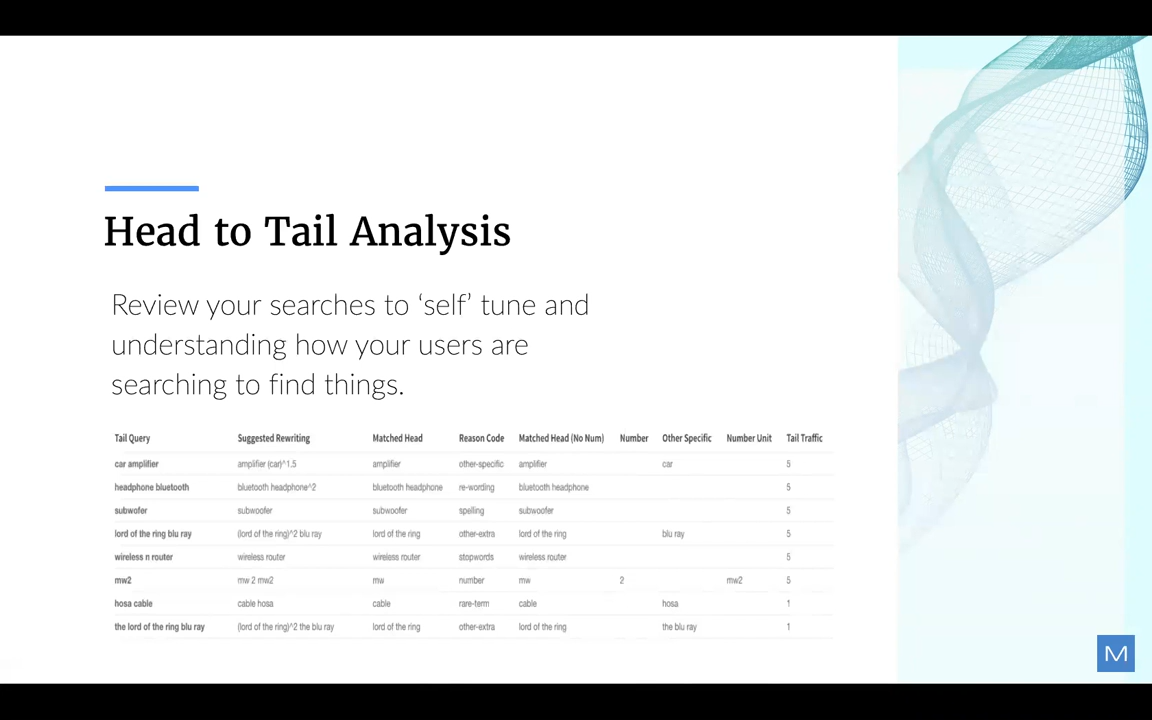 Head to Tail Analysis
Review your searches to ‘self’ tune and
understanding how your users are
searching to find things.
Tail Query Suggested Rewriting Matched Head Reason Code Matched Head (No Num) Number Other Specific Number Unit Tail Traffic
car amplifier amplifier (car)^1.5 amplifier other-specific amplifier car 5
headphone bluetooth bluetooth headphone^2 bluetooth headphone re-wording bluetooth headphone 5
subwofer subwoofer subwoofer spelling subwoofer 5
lord of the ring blu ray (lord of the ring)^2 blu ray lord of the ring other-extra lord of the ring blu ray 5
wireless n router wireless router wireless router stopwords wireless router 5
mw2 mw 2 mw2 mw number mw 2 mw2 5
hosa cable cable hosa cable rare-term cable hosa 1
the lord of the ring blu ray (lord of the ring)^2 the blu ray lord of the ring other-extra lord of the ring the blu ray 1
M